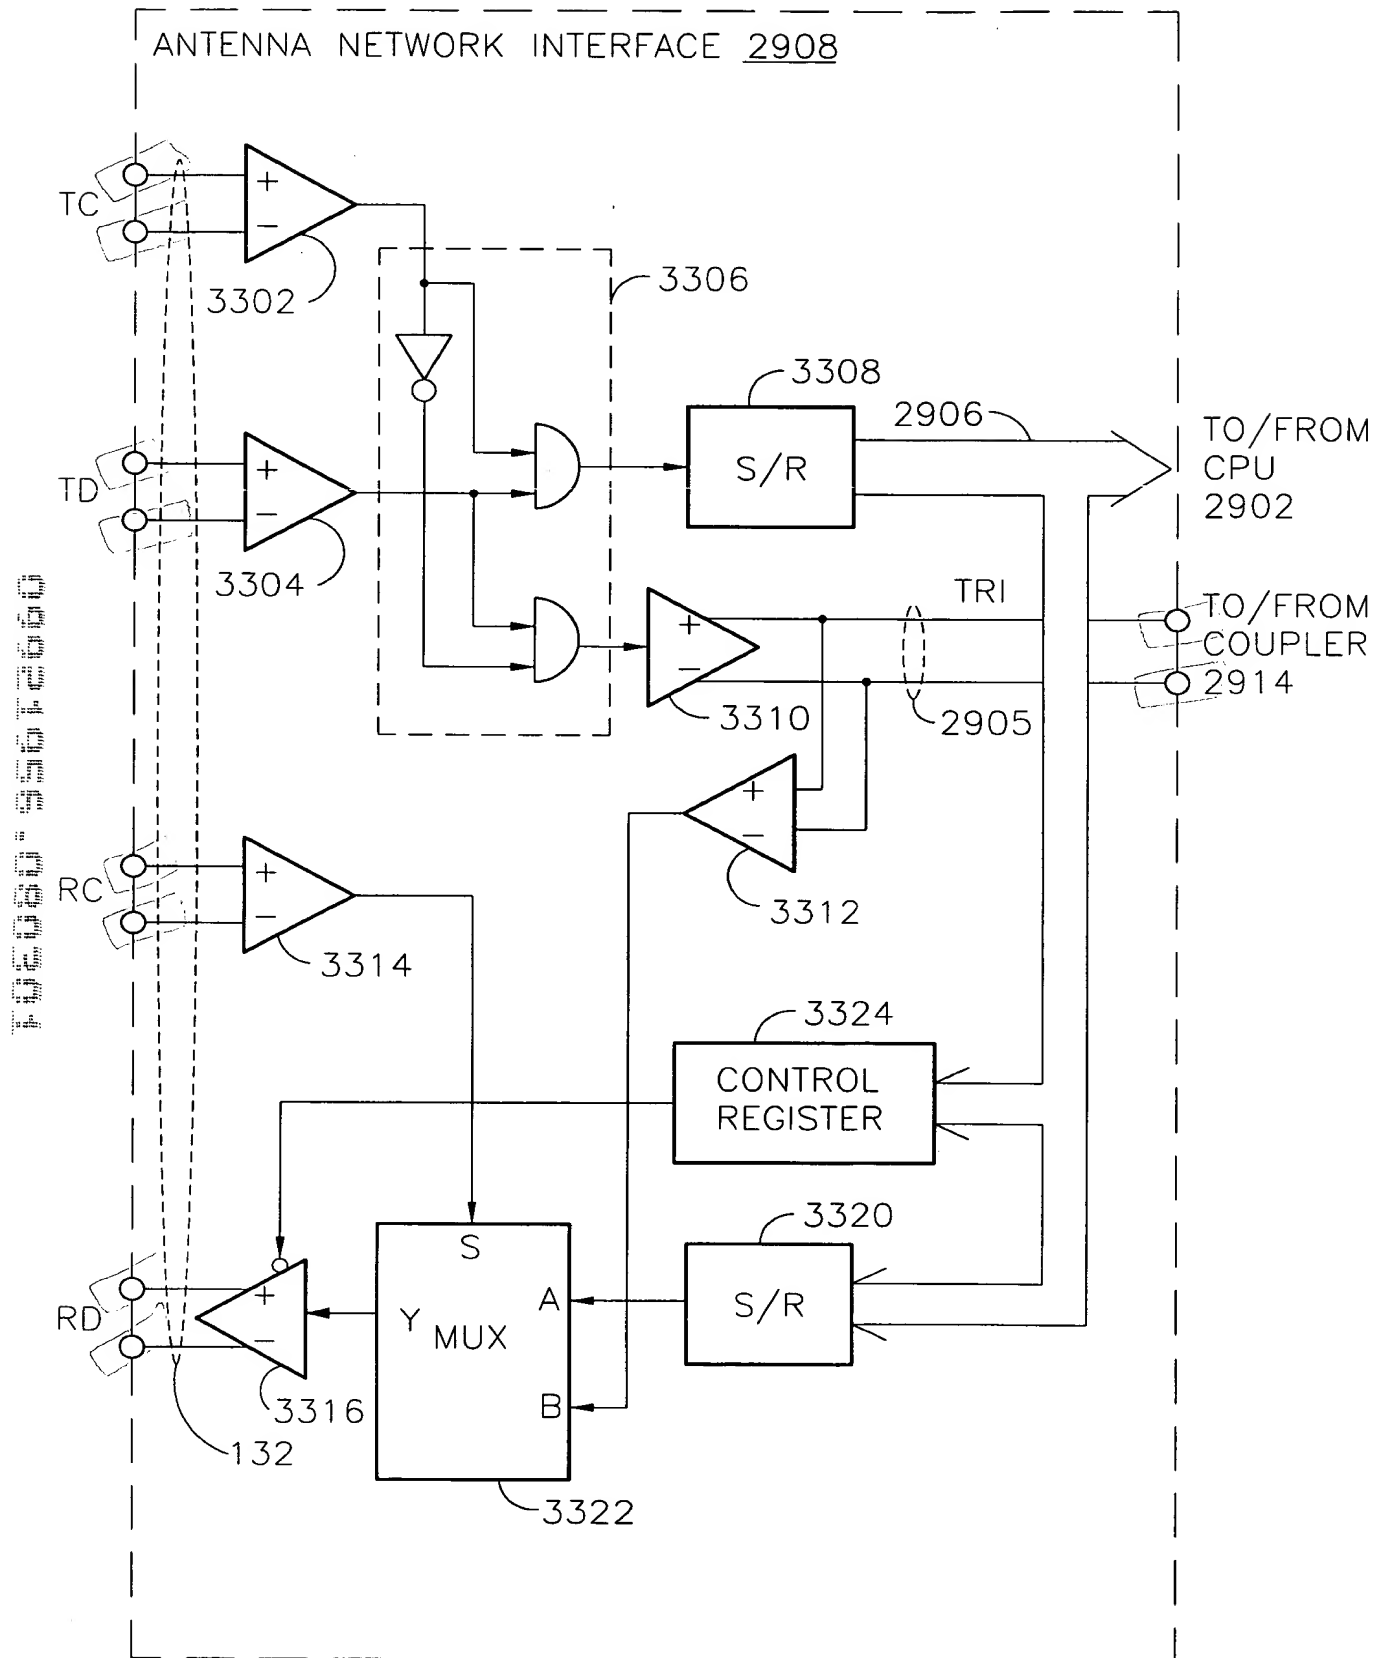 ANTENNA NETWORK INTERFACE 2908
TC
+
−
3302
3306
TD
+
−
3304
3308
S/R
2906
TO/FROM
CPU
2902
+
−
3310
TRI
2905
TO/FROM
COUPLER
2914
+
−
3312
RC
+
−
3314
3324
CONTROL
REGISTER
3320
S/R
RD
+
−
3316
132
S
A
Y MUX
B
3322